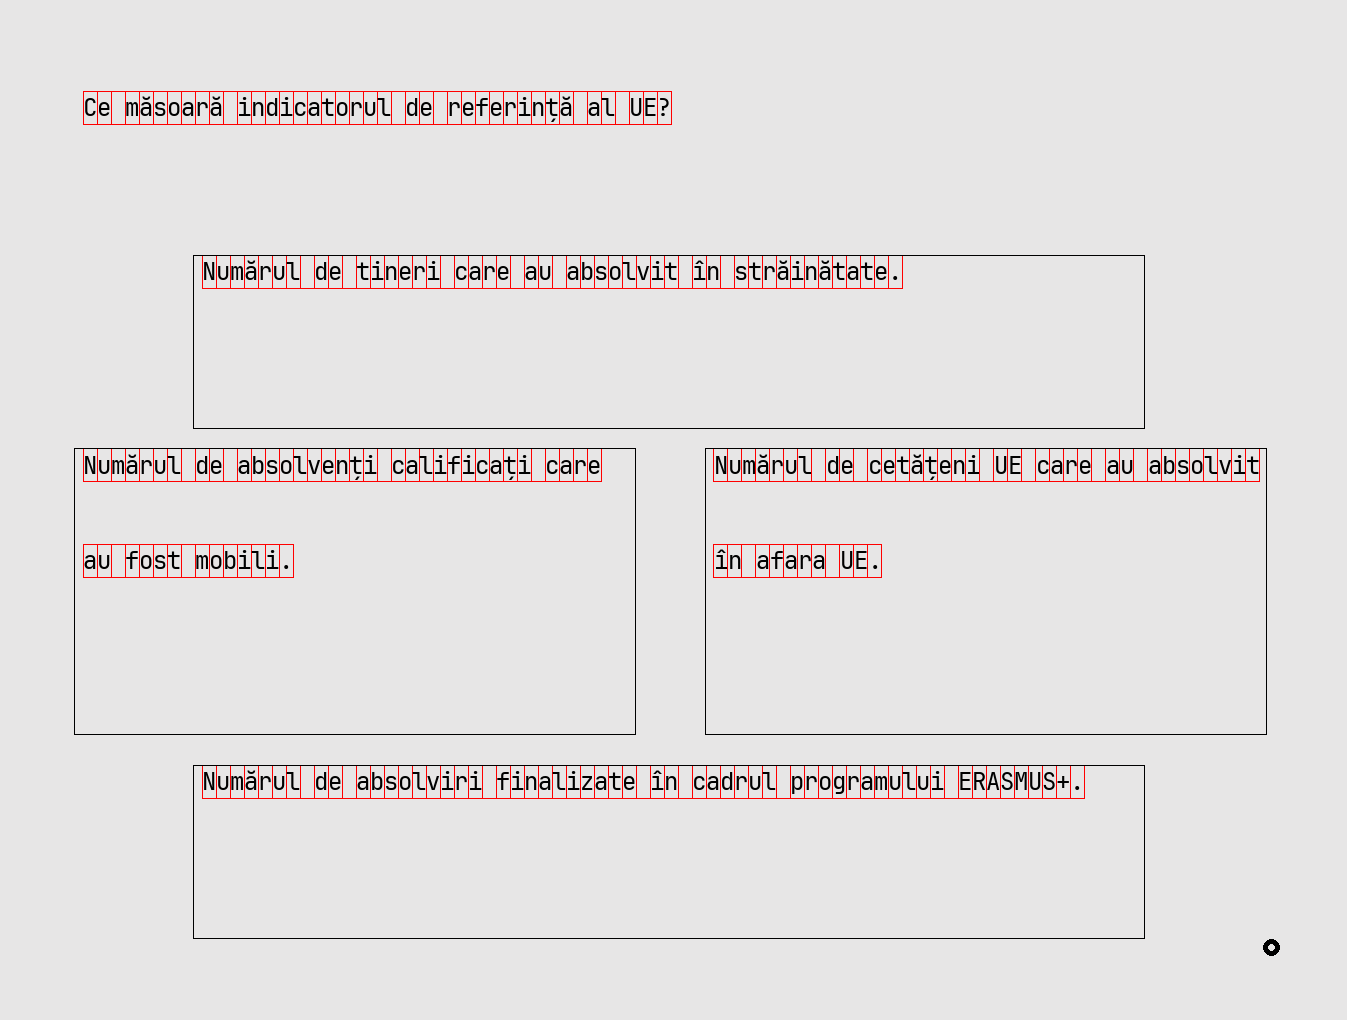 Ce măsoară indicatorul de referință al UE?
Numărul de tineri care au absolvit în străinătate.
Numărul de absolvenți calificați care
au fost mobili.
Numărul de cetățeni UE care au absolvit
în afara UE.
Numărul de absolviri finalizate în cadrul programului ERASMUS+.